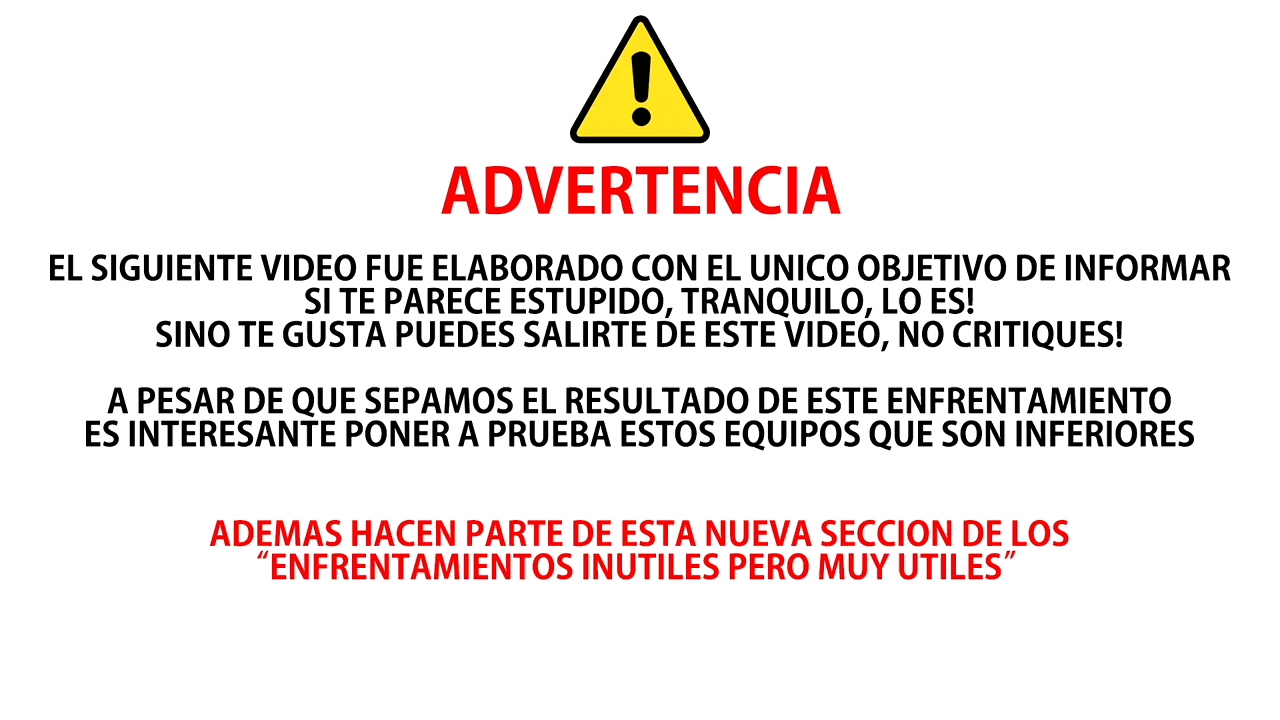 ADVERTENCIA
EL SIGUIENTE VIDEO FUE ELABORADO CON EL UNICO OBJETIVO DE INFORMAR
SI TE PARECE ESTUPIDO, TRANQUILO, LO ES!
SINO TE GUSTA PUEDES SALIRTE DE ESTE VIDEO, NO CRITIQUES!
A PESAR DE QUE SEPAMOS EL RESULTADO DE ESTE ENFRENTAMIENTO
ES INTERESANTE PONER A PRUEBA ESTOS EQUIPOS QUE SON INFERIORES
ADEMAS HACEN PARTE DE ESTA NUEVA SECCION DE LOS
“ENFRENTAMIENTOS INUTILES PERO MUY UTILES”